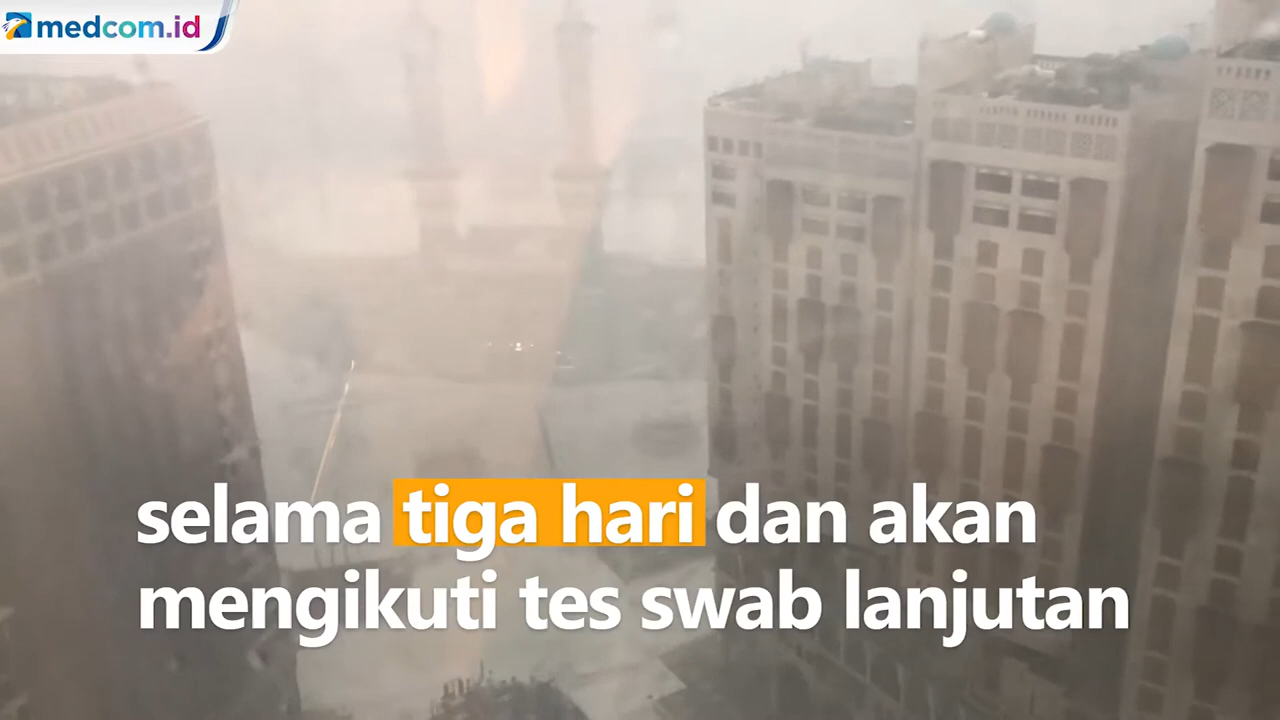 medcom.id
selama tiga hari dan akan
mengikuti tes swab lanjutan